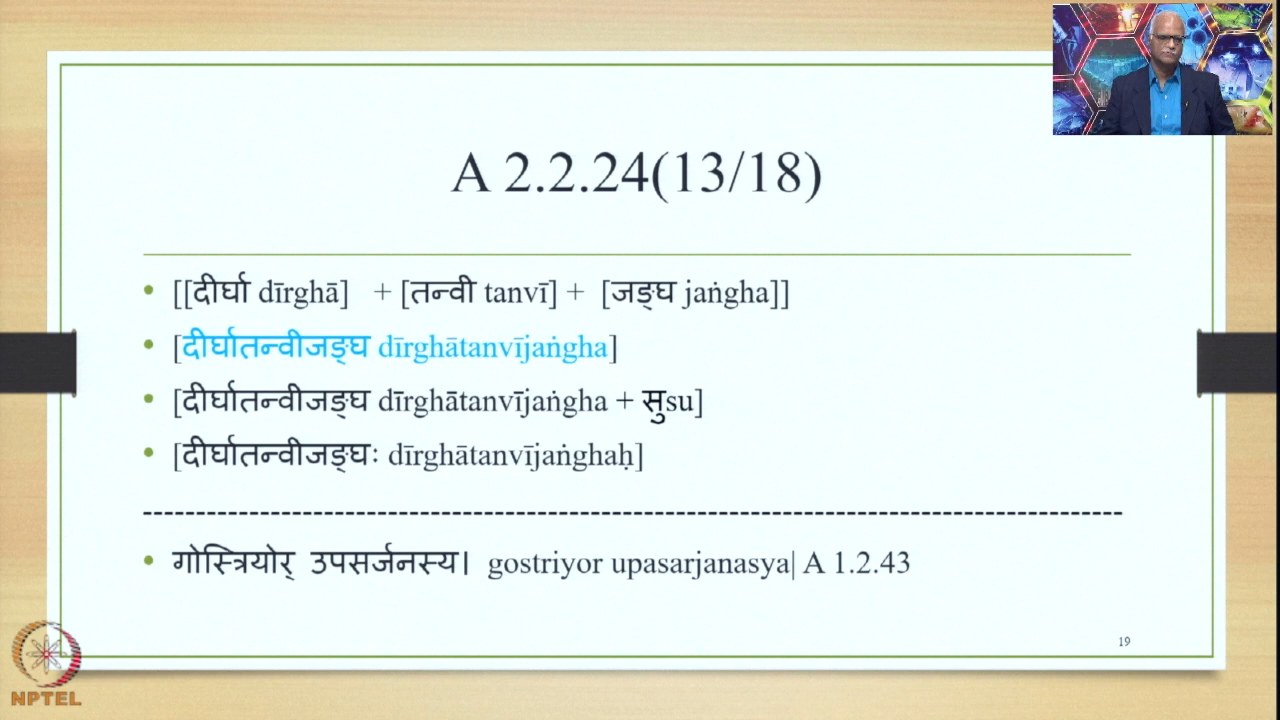 A 2.2.24(13/18)
[[दीर्घा dīrghā] + [तन्वी tanvī] + [जङ्घ jaṅgha]]
[दीर्घातन्वीजङ्घ dīrghātanvījaṅgha]
[दीर्घातन्वीजङ्घ dīrghātanvījaṅgha + सुsu]
[दीर्घातन्वीजङ्घः dīrghātanvījaṅghaḥ]
गोस्त्रियोर् उपसर्जनस्य। gostriyor upasarjanasya| A 1.2.43
19
NPTEL